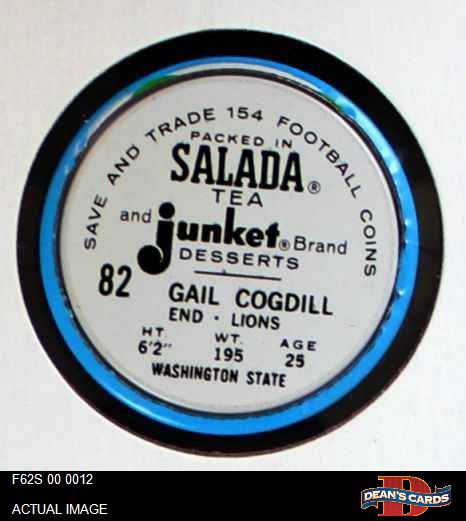 SAVE AND TRADE 154 FOOTBALL COINS
PACKED IN
SALADA®
TEA
and junket® Brand
DESSERTS
82
GAIL COGDILL
END · LIONS
HT. WT. AGE
6'2" 195 25
WASHINGTON STATE
F62S 00 0012
ACTUAL IMAGE
D
DEAN'S CARDS